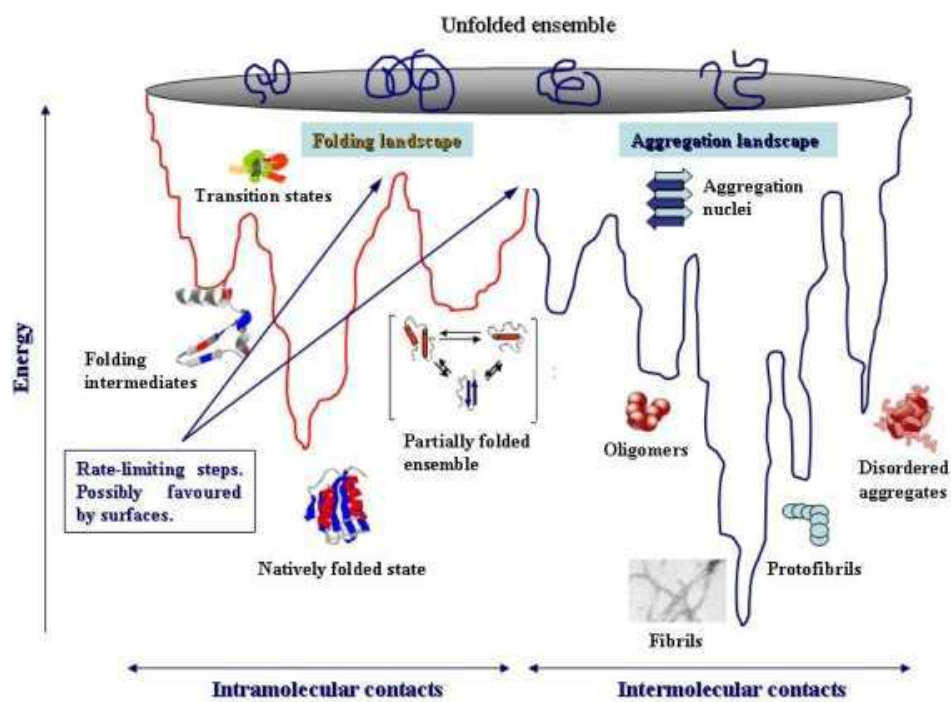 Unfolded ensemble
Folding landscape
Aggregation landscape
Transition states
Aggregation
nuclei
Energy
Folding
intermediates
Partially folded
ensemble
Oligomers
Disordered
aggregates
Rate-limiting steps.
Possibly favoured
by surfaces.
Natively folded state
Protofibrils
Fibrils
Intramolecular contacts
Intermolecular contacts